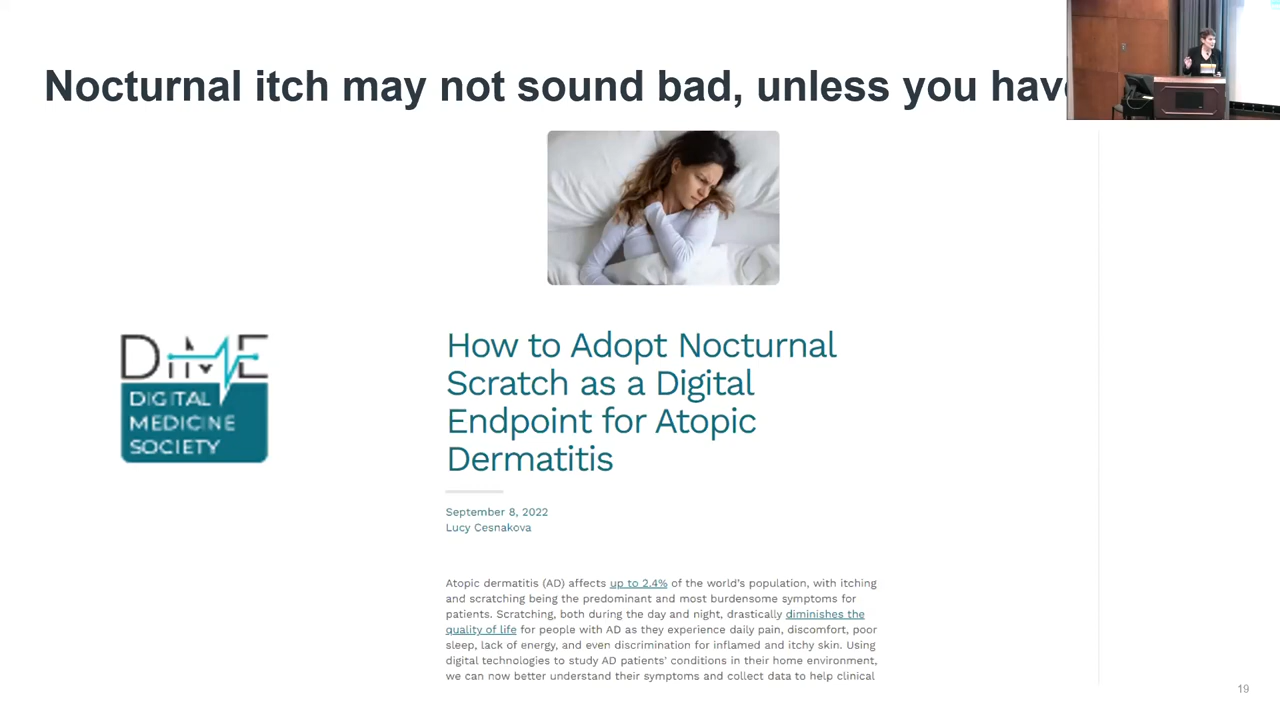 Nocturnal itch may not sound bad, unless you have
DiME
DIGITAL
MEDICINE
SOCIETY
How to Adopt Nocturnal
Scratch as a Digital
Endpoint for Atopic
Dermatitis
September 8, 2022
Lucy Cesnakova
Atopic dermatitis (AD) affects up to 2.4% of the world's population, with itching
and scratching being the predominant and most burdensome symptoms for
patients. Scratching, both during the day and night, drastically diminishes the
quality of life for people with AD as they experience daily pain, discomfort, poor
sleep, lack of energy, and even discrimination for inflamed and itchy skin. Using
digital technologies to study AD patients' conditions in their home environment,
we can now better understand their symptoms and collect data to help clinical
19